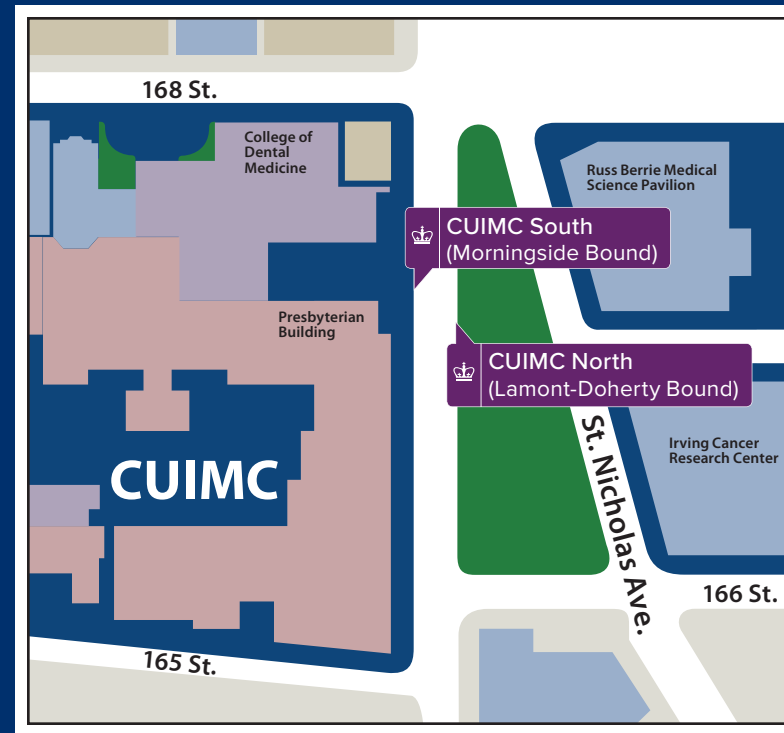 168 St.
College of
Dental
Medicine
Russ Berrie Medical
Science Pavilion
CUIMC South
(Morningside Bound)
Presbyterian
Building
CUIMC North
(Lamont-Doherty Bound)
St. Nicholas Ave.
Irving Cancer
Research Center
CUIMC
166 St.
165 St.